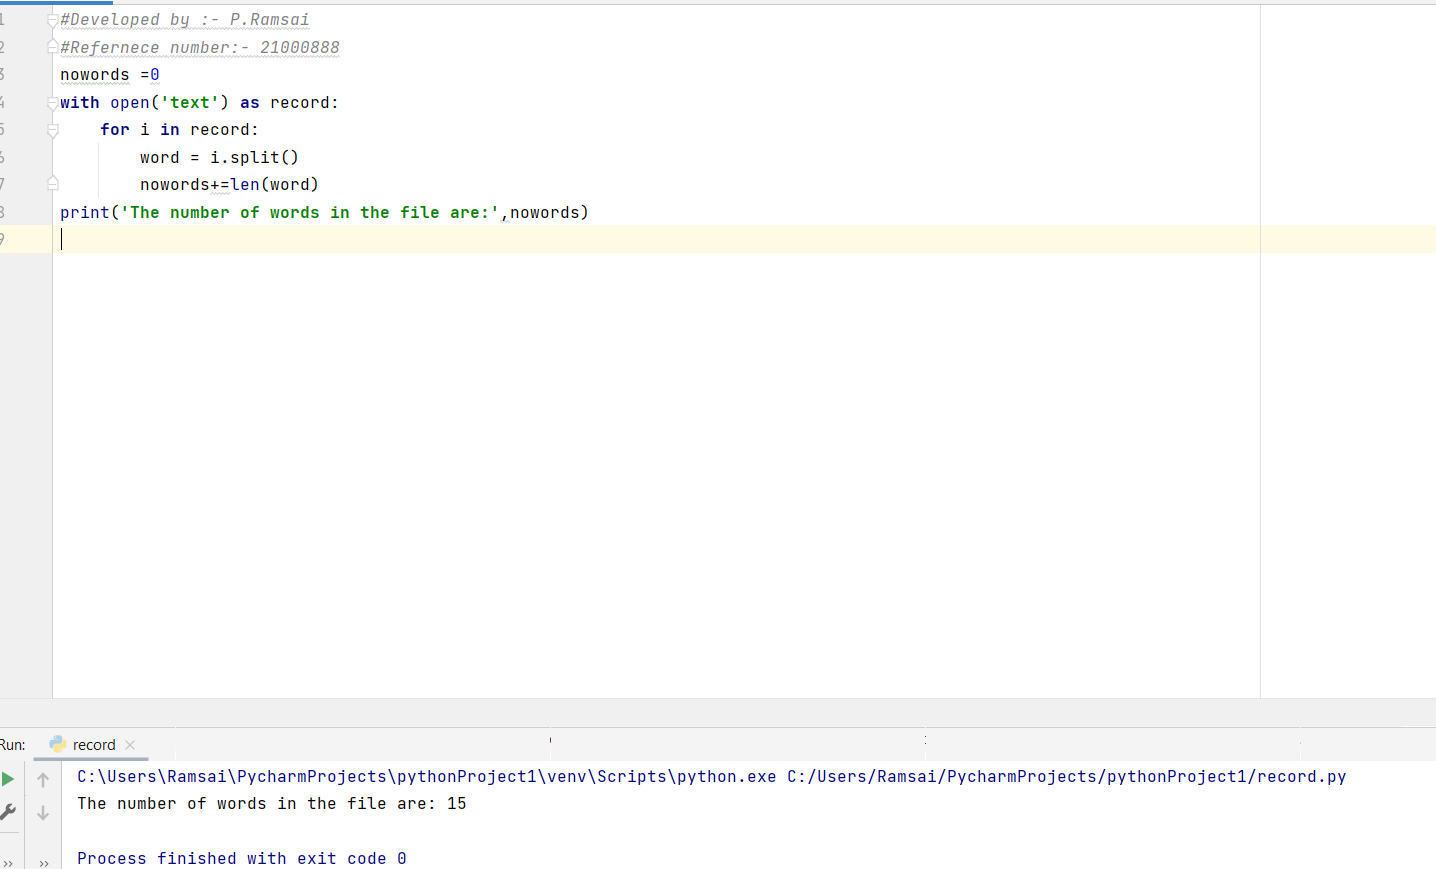 1 #Developed by :- P.Ramsai
2 #Refernece number:- 21000888
3 nowords =0
4 with open('text') as record:
5     for i in record:
6         word = i.split()
7         nowords+=len(word)
8 print('The number of words in the file are:',nowords)
9
Run: record ×
C:\Users\Ramsai\PycharmProjects\pythonProject1\venv\Scripts\python.exe C:/Users/Ramsai/PycharmProjects/pythonProject1/record.py
The number of words in the file are: 15
Process finished with exit code 0